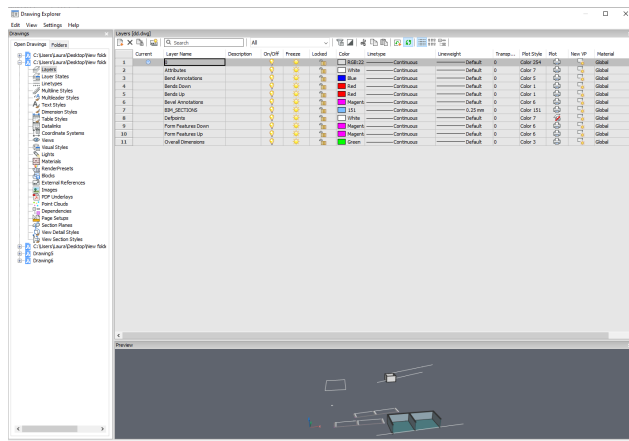 Drawing Explorer
Edit View Settings Help
Drawings
Layers [dd.dwg]
Open Drawings Folders
Search
All
C:\Users\Laura\Desktop\New fold
C:\Users\Laura\Desktop\New fold
Layers
Layer States
Linetypes
Multiline Styles
Multileader Styles
Text Styles
Dimension Styles
Table Styles
Datalinks
Coordinate Systems
Views
Visual Styles
Lights
Materials
RenderPresets
Blocks
External References
Images
PDF Underlays
Point Clouds
Dependencies
Page Setups
Section Planes
View Detail Styles
View Section Styles
C:\Users\Laura\Desktop\New fold
Drawing5
Drawing6
Current Layer Name Description On/Off Freeze Locked Color Linetype Lineweight Transp... Plot Style Plot New VP Material
1 RGB:22 Continuous Default 0 Color 254 Global
2 Attributes White Continuous Default 0 Color 7 Global
3 Bend Annotations Blue Continuous Default 0 Color 5 Global
4 Bends Down Red Continuous Default 0 Color 1 Global
5 Bends Up Red Continuous Default 0 Color 1 Global
6 Bevel Annotations Magent Continuous Default 0 Color 6 Global
7 BIM_SECTIONS 151 Continuous 0.25 mm 0 Color 151 Global
8 Defpoints White Continuous Default 0 Color 7 Global
9 Form Features Down Magent Continuous Default 0 Color 6 Global
10 Form Features Up Magent Continuous Default 0 Color 6 Global
11 Overall Dimensions Green Continuous Default 0 Color 3 Global
Preview